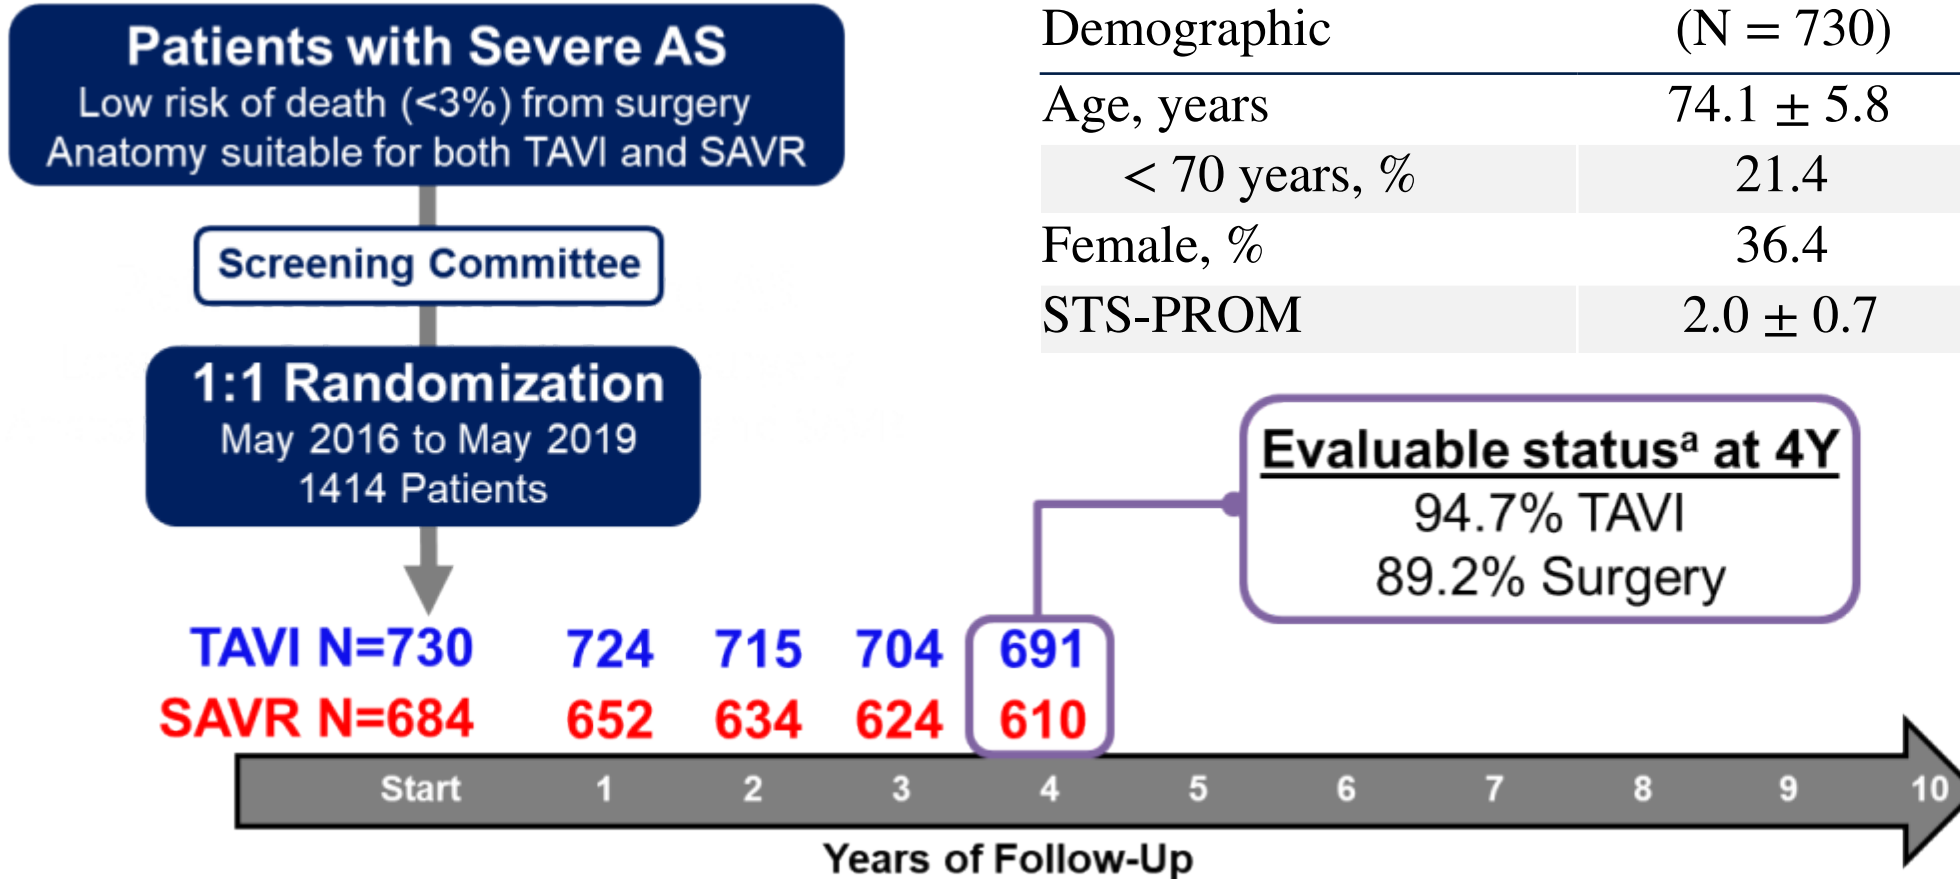 Patients with Severe AS
Low risk of death (<3%) from surgery
Anatomy suitable for both TAVI and SAVR
Screening Committee
1:1 Randomization
May 2016 to May 2019
1414 Patients
Demographic (N = 730)
Age, years 74.1 ± 5.8
< 70 years, % 21.4
Female, % 36.4
STS-PROM 2.0 ± 0.7
Evaluable statusª at 4Y
94.7% TAVI
89.2% Surgery
TAVI N=730 724 715 704 691
SAVR N=684 652 634 624 610
Start 1 2 3 4 5 6 7 8 9 10
Years of Follow-Up